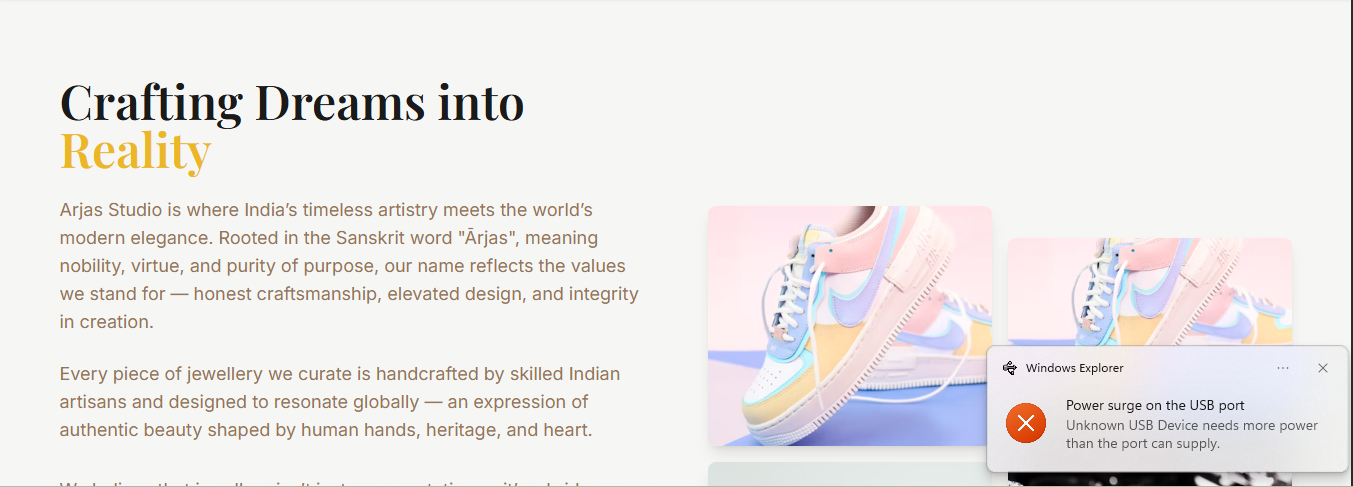 Crafting Dreams into
Reality
Arjas Studio is where India’s timeless artistry meets the world’s
modern elegance. Rooted in the Sanskrit word "Ārjas", meaning
nobility, virtue, and purity of purpose, our name reflects the values
we stand for — honest craftsmanship, elevated design, and integrity
in creation.
Every piece of jewellery we curate is handcrafted by skilled Indian
artisans and designed to resonate globally — an expression of
authentic beauty shaped by human hands, heritage, and heart.
Windows Explorer
Power surge on the USB port
Unknown USB Device needs more power
than the port can supply.